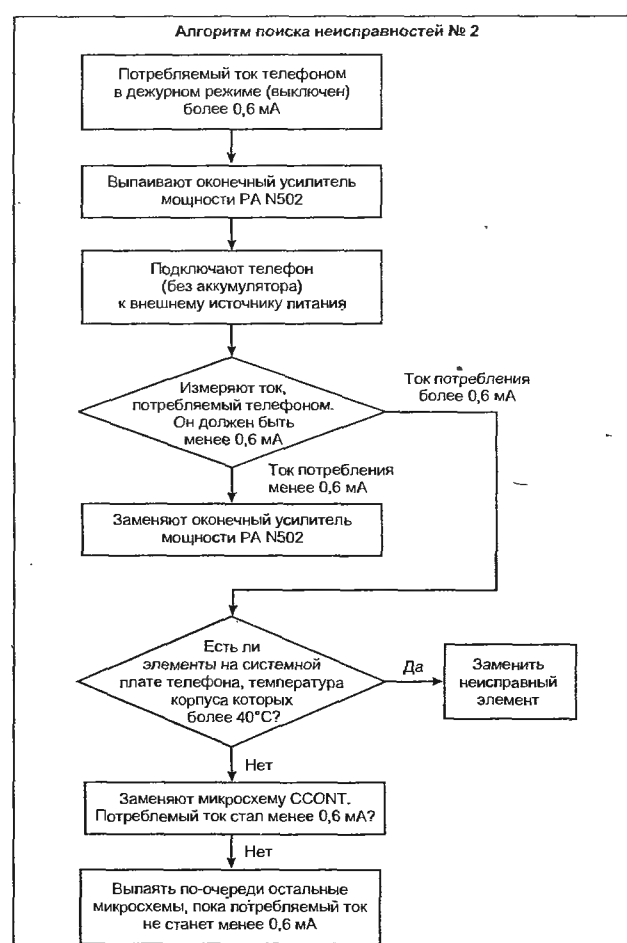 Алгоритм поиска неисправностей № 2
Потребляемый ток телефоном
в дежурном режиме (выключен)
более 0,6 мА
Выпаивают оконечный усилитель
мощности PA N502
Подключают телефон
(без аккумулятора)
к внешнему источнику питания
Измеряют ток,
потребляемый телефоном.
Он должен быть
менее 0,6 мА
Ток потребления
более 0,6 мА
Ток потребления
менее 0,6 мА
Заменяют оконечный усилитель
мощности PA N502
Есть ли
элементы на системной
плате телефона, температура
корпуса которых
более 40°С?
Да
Заменить
неисправный
элемент
Нет
Заменяют микросхему CCONT.
Потреблемый ток стал менее 0,6 мА?
Нет
Выпаять по-очереди остальные
микросхемы, пока потребляемый ток
не станет менее 0,6 мА